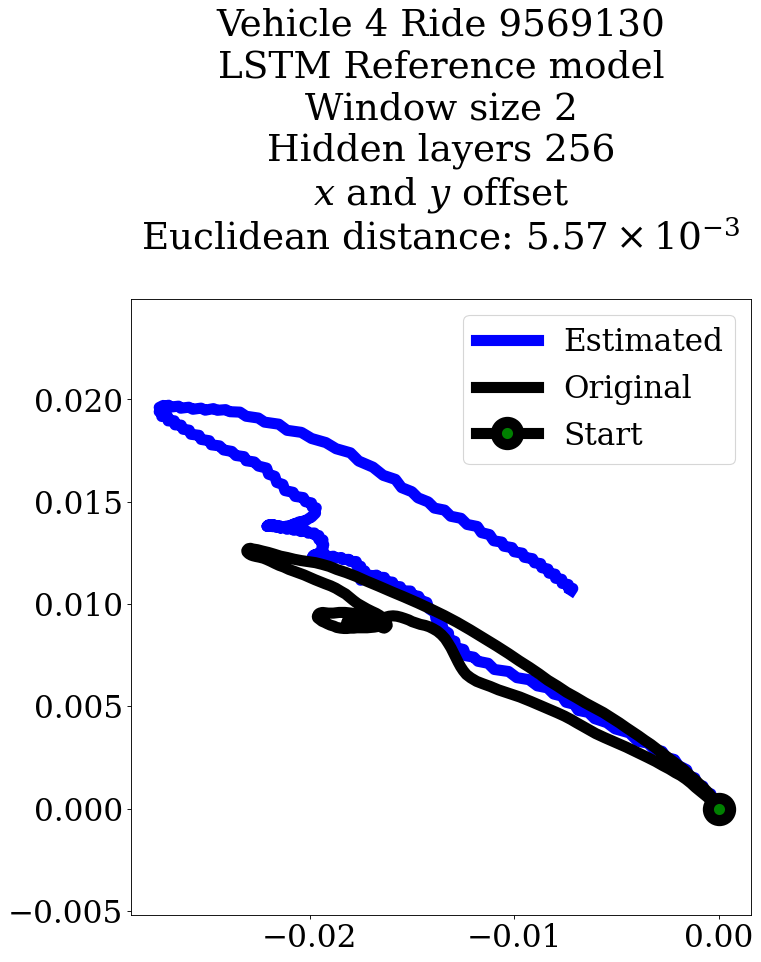 Vehicle 4 Ride 9569130
LSTM Reference model
Window size 2
Hidden layers 256
x and y offset
Euclidean distance: 5.57 × 10⁻³
Estimated
Original
Start
0.020
0.015
0.010
0.005
0.000
−0.005
−0.02
−0.01
0.00